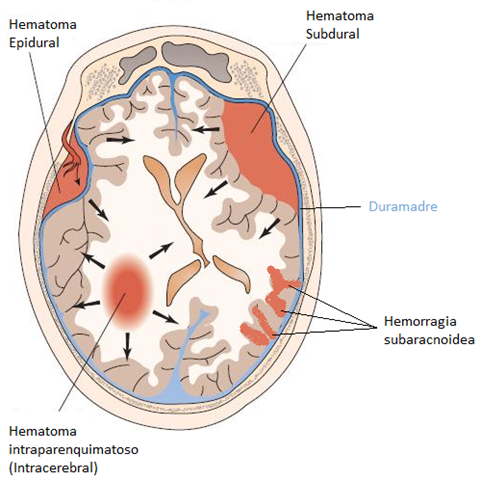 Hematoma
Epidural
Hematoma
Subdural
Duramadre
Hemorragia
subaracnoidea
Hematoma
intraparenquimatoso
(Intracerebral)